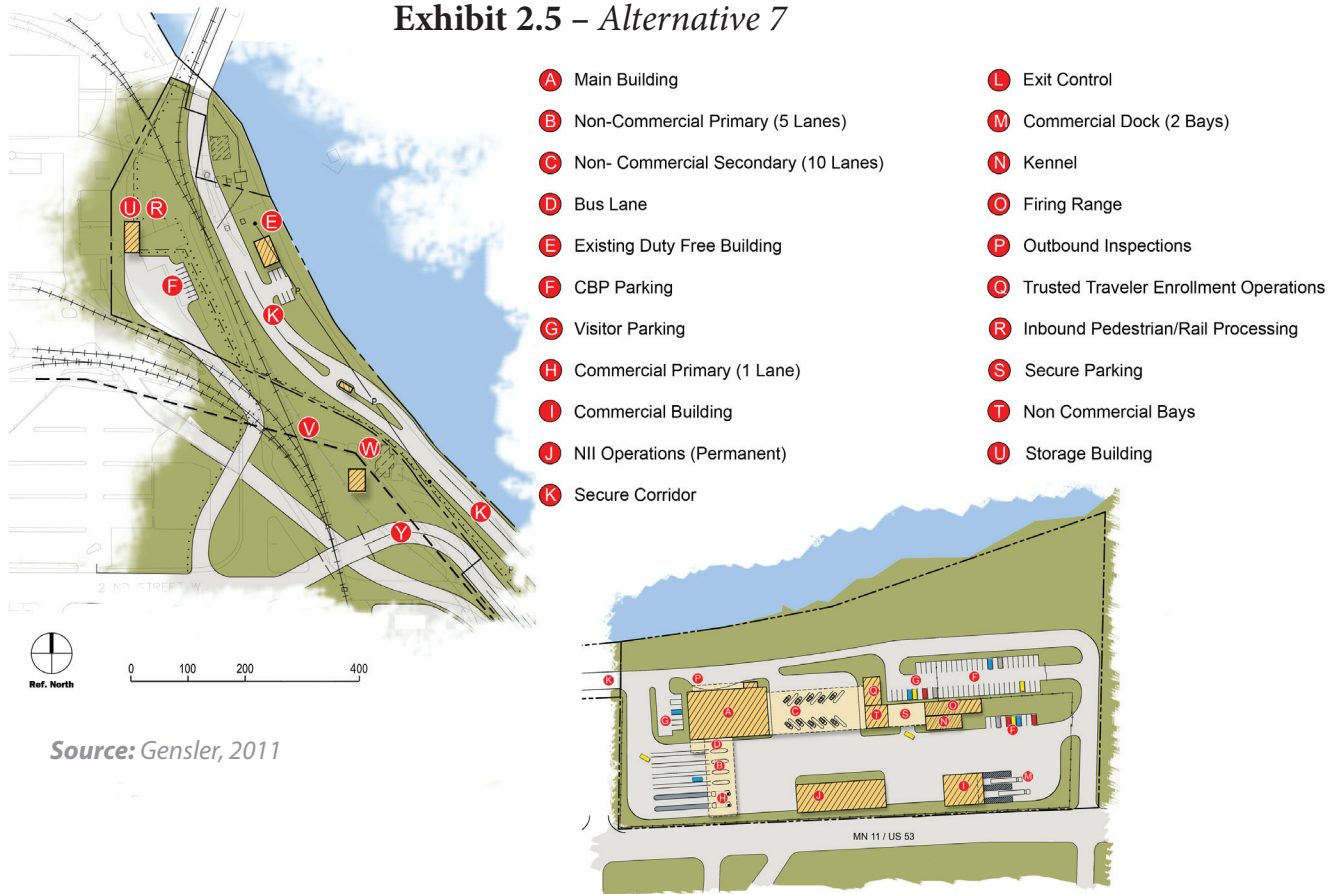 Exhibit 2.5 – Alternative 7
A Main Building
B Non-Commercial Primary (5 Lanes)
C Non- Commercial Secondary (10 Lanes)
D Bus Lane
E Existing Duty Free Building
F CBP Parking
G Visitor Parking
H Commercial Primary (1 Lane)
I Commercial Building
J NII Operations (Permanent)
K Secure Corridor
L Exit Control
M Commercial Dock (2 Bays)
N Kennel
O Firing Range
P Outbound Inspections
Q Trusted Traveler Enrollment Operations
R Inbound Pedestrian/Rail Processing
S Secure Parking
T Non Commercial Bays
U Storage Building
U R
E
F
K
P
P
V
W
K
Y
2 ND STREET W.
P
Ref. North
0 100 200 400
Source: Gensler, 2011
K
P
G
A
C
Q
G
F
T
S
O
N
F
D
B
H
J
I
M
MN 11 / US 53